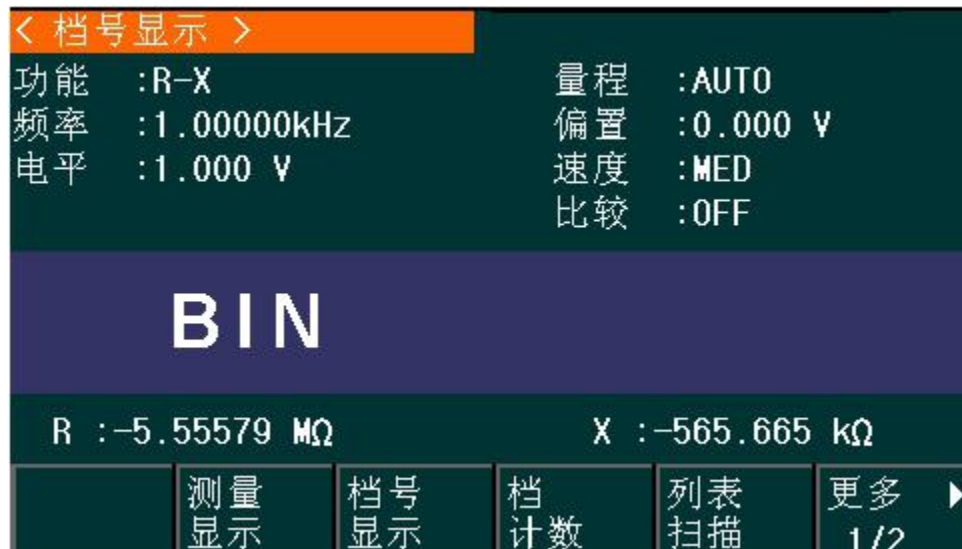 < 档号显示 >
功能 :R-X 量程 :AUTO
频率 :1.00000kHz 偏置 :0.000 V
电平 :1.000 V 速度 :MED
比较 :OFF
BIN
R :-5.55579 MΩ X :-565.665 kΩ
测量显示 档号显示 档计数 列表扫描 更多 1/2